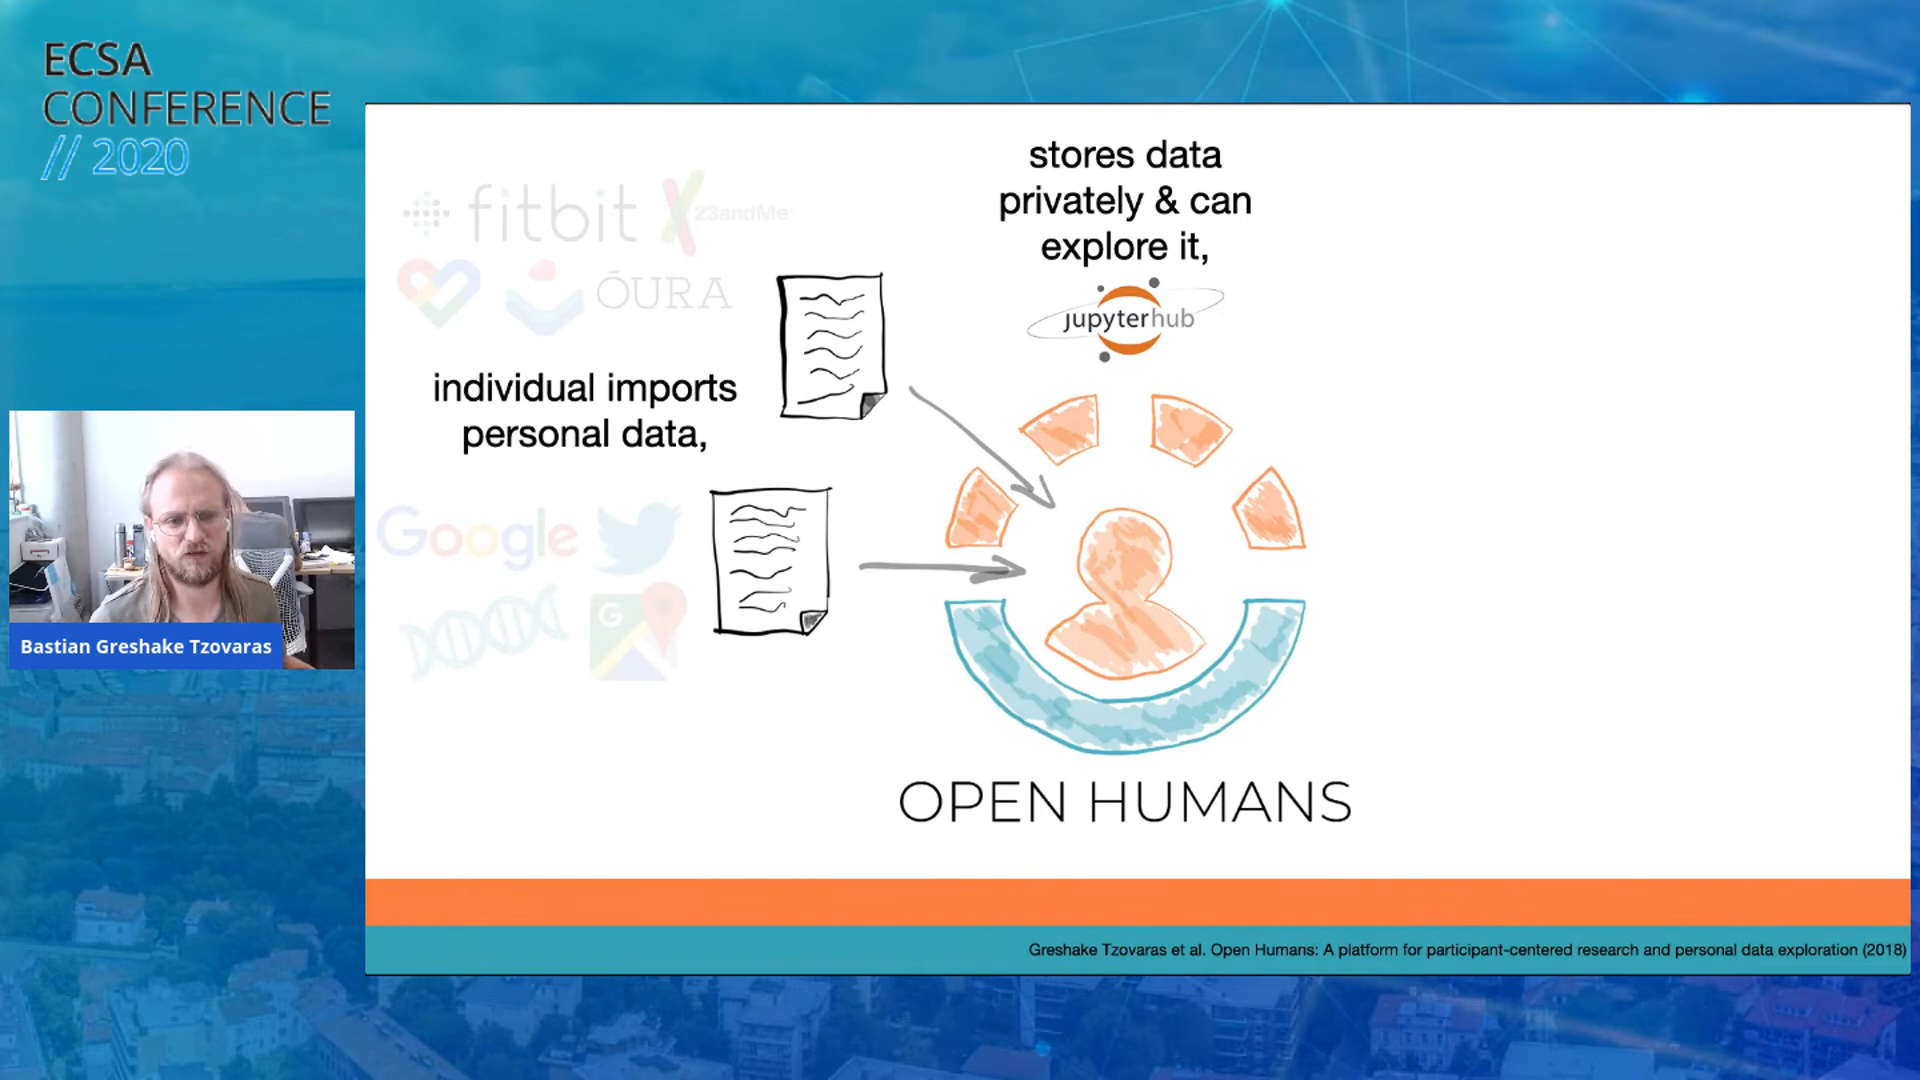 ECSA
CONFERENCE
// 2020
stores data
privately & can
explore it,
fitbit
23andMe
ŌURA
jupyterhub
individual imports
personal data,
Google
G
Bastian Greshake Tzovaras
OPEN HUMANS
Greshake Tzovaras et al. Open Humans: A platform for participant-centered research and personal data exploration (2018)